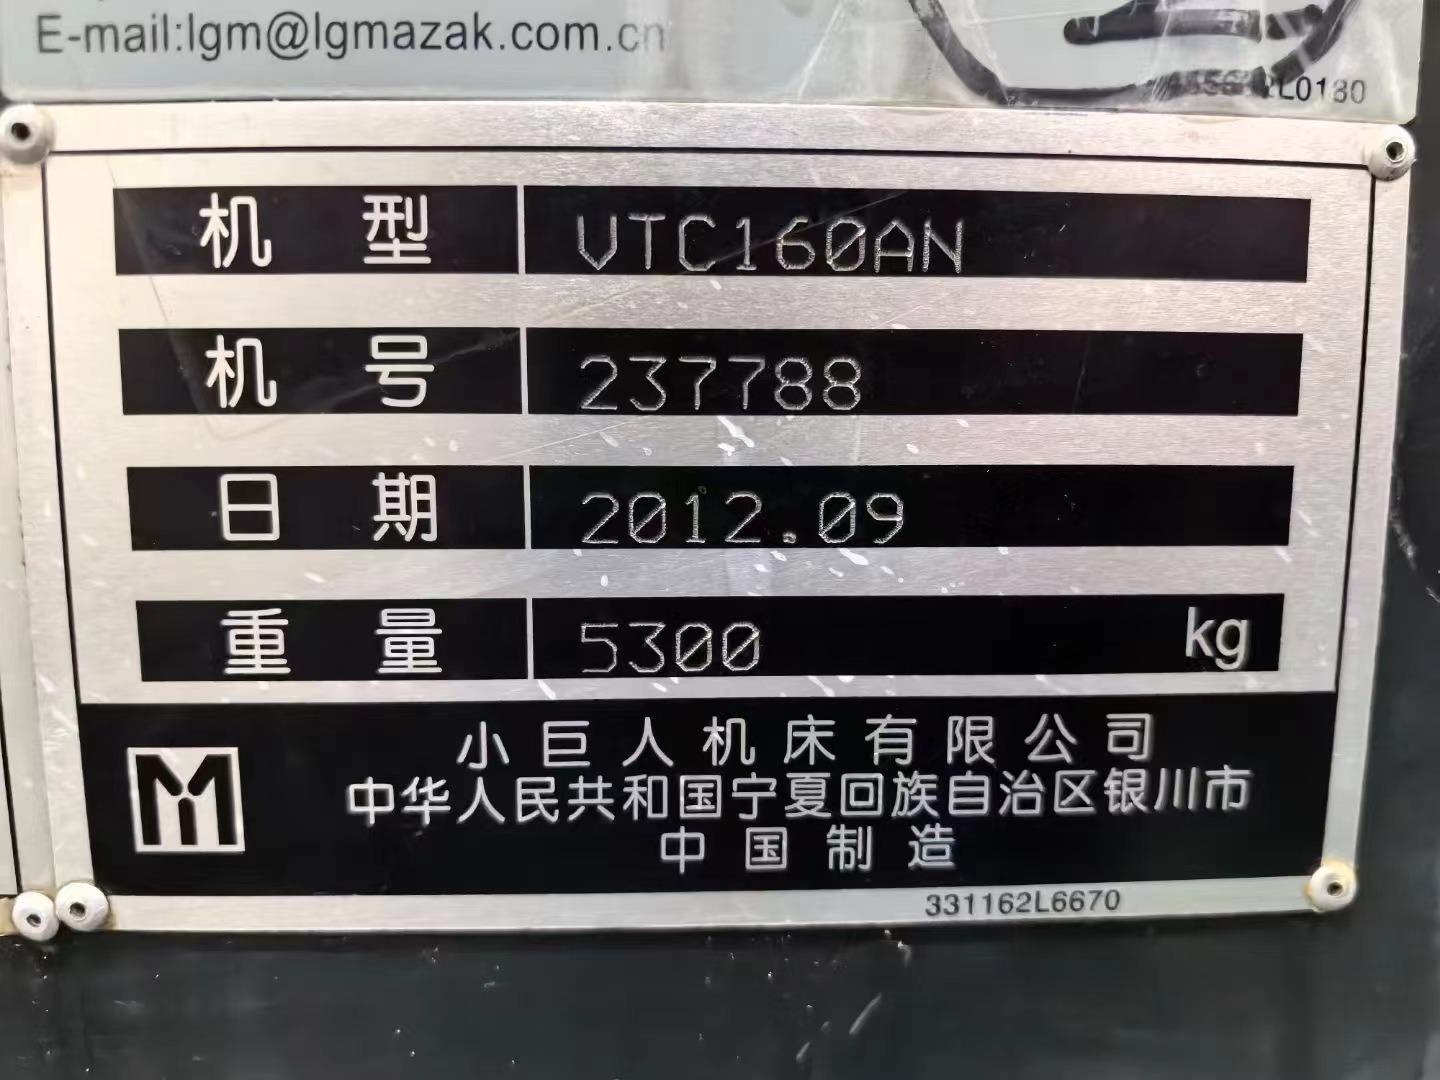 E-mail:lgm@lgmazak.com.cn
L0180
机型 VTC160AN
机号 237788
日期 2012.09
重量 5300 kg
小巨人机床有限公司
中华人民共和国宁夏回族自治区银川市
中国制造
331162L6670